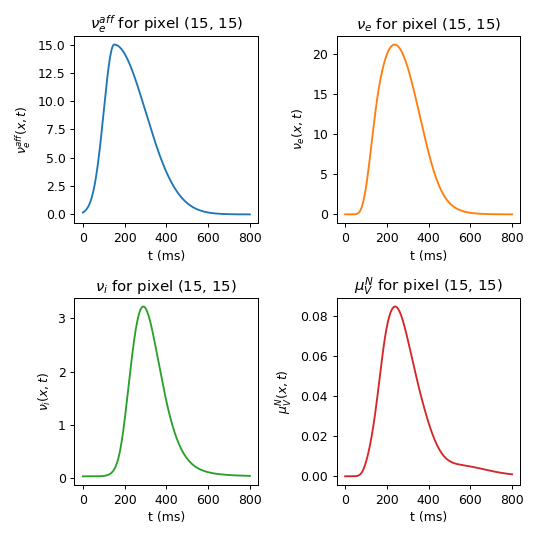 ν_e^{aff} for pixel (15, 15)
15.0
12.5
10.0
7.5
5.0
2.5
0.0
ν_e^{aff}(x, t)
0 200 400 600 800
t (ms)
ν_e for pixel (15, 15)
20
15
10
5
0
ν_e(x, t)
0 200 400 600 800
t (ms)
ν_i for pixel (15, 15)
3
2
1
0
ν_i(x, t)
0 200 400 600 800
t (ms)
μ_V^N for pixel (15, 15)
0.08
0.06
0.04
0.02
0.00
μ_V^N(x, t)
0 200 400 600 800
t (ms)